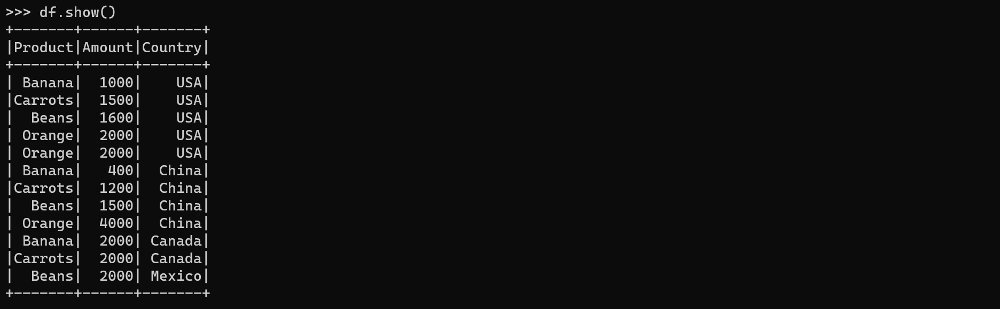 >>> df.show()
+-------+------+-------+
|Product|Amount|Country|
+-------+------+-------+
| Banana|  1000|    USA|
|Carrots|  1500|    USA|
|  Beans|  1600|    USA|
| Orange|  2000|    USA|
| Orange|  2000|    USA|
| Banana|   400|  China|
|Carrots|  1200|  China|
|  Beans|  1500|  China|
| Orange|  4000|  China|
| Banana|  2000| Canada|
|Carrots|  2000| Canada|
|  Beans|  2000| Mexico|
+-------+------+-------+